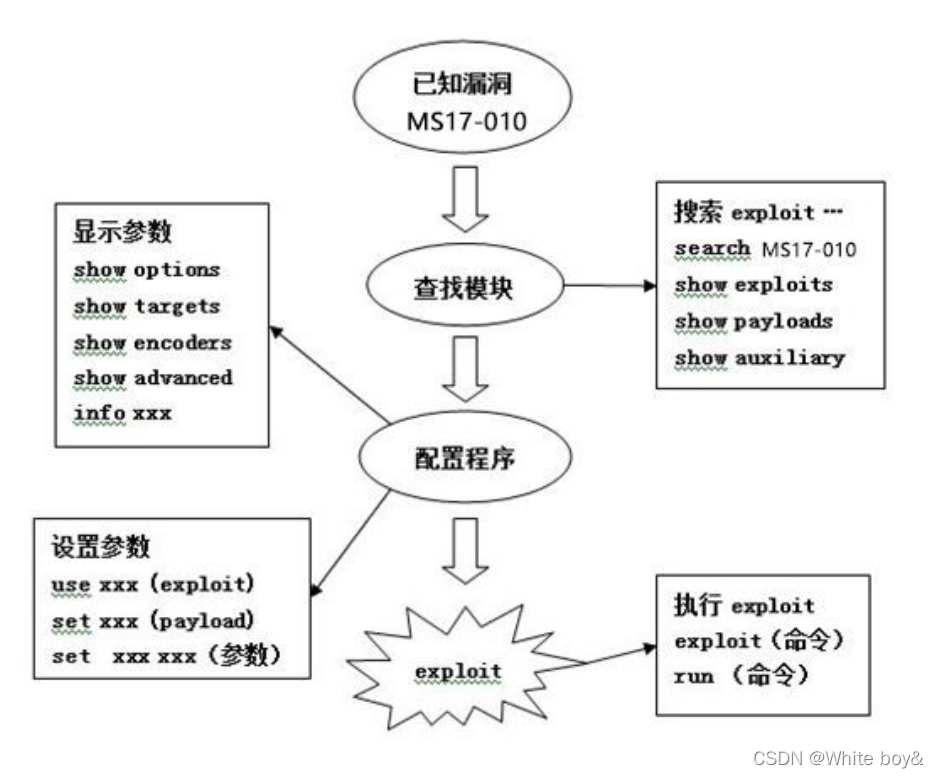 已知漏洞
MS17-010
显示参数
show options
show targets
show encoders
show advanced
info xxx
搜索 exploit …
search MS17-010
show exploits
show payloads
show auxiliary
查找模块
配置程序
设置参数
use xxx (exploit)
set xxx (payload)
set xxx xxx (参数)
exploit
执行 exploit
exploit (命令)
run (命令)
CSDN @White boy&